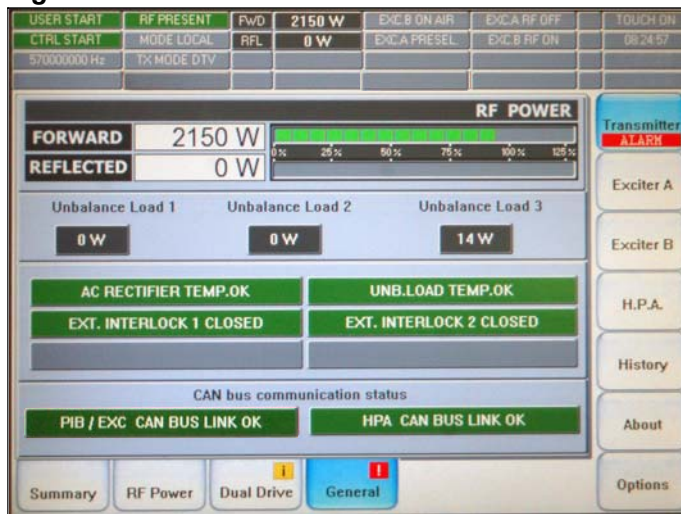 USER START RF PRESENT FWD 2150 W EXC.B ON AIR EXC.A RF OFF TOUCH ON
CTRL START MODE LOCAL RFL 0 W EXC.A PRESEL. EXC.B RF ON 08:24:57
570000000 Hz TX MODE DTV
RF POWER
FORWARD 2150 W
0% 25% 50% 75% 100% 125%
REFLECTED 0 W
Unbalance Load 1 Unbalance Load 2 Unbalance Load 3
0 W 0 W 14 W
AC RECTIFIER TEMP.OK UNB.LOAD TEMP.OK
EXT. INTERLOCK 1 CLOSED EXT. INTERLOCK 2 CLOSED
CAN bus communication status
PIB / EXC CAN BUS LINK OK HPA CAN BUS LINK OK
Summary RF Power Dual Drive i General !
Transmitter
ALARM
Exciter A
Exciter B
H.P.A.
History
About
Options